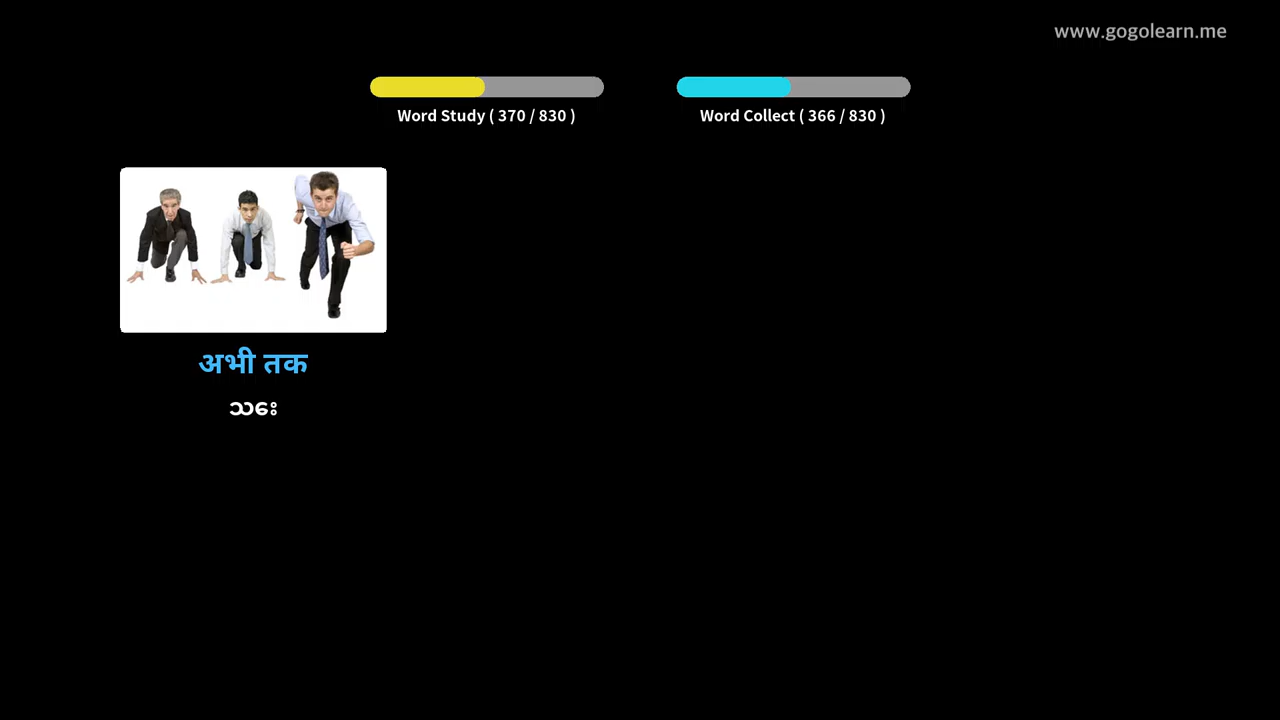 www.gogolearn.me
Word Study ( 370 / 830 )
Word Collect ( 366 / 830 )
अभी तक
သေး